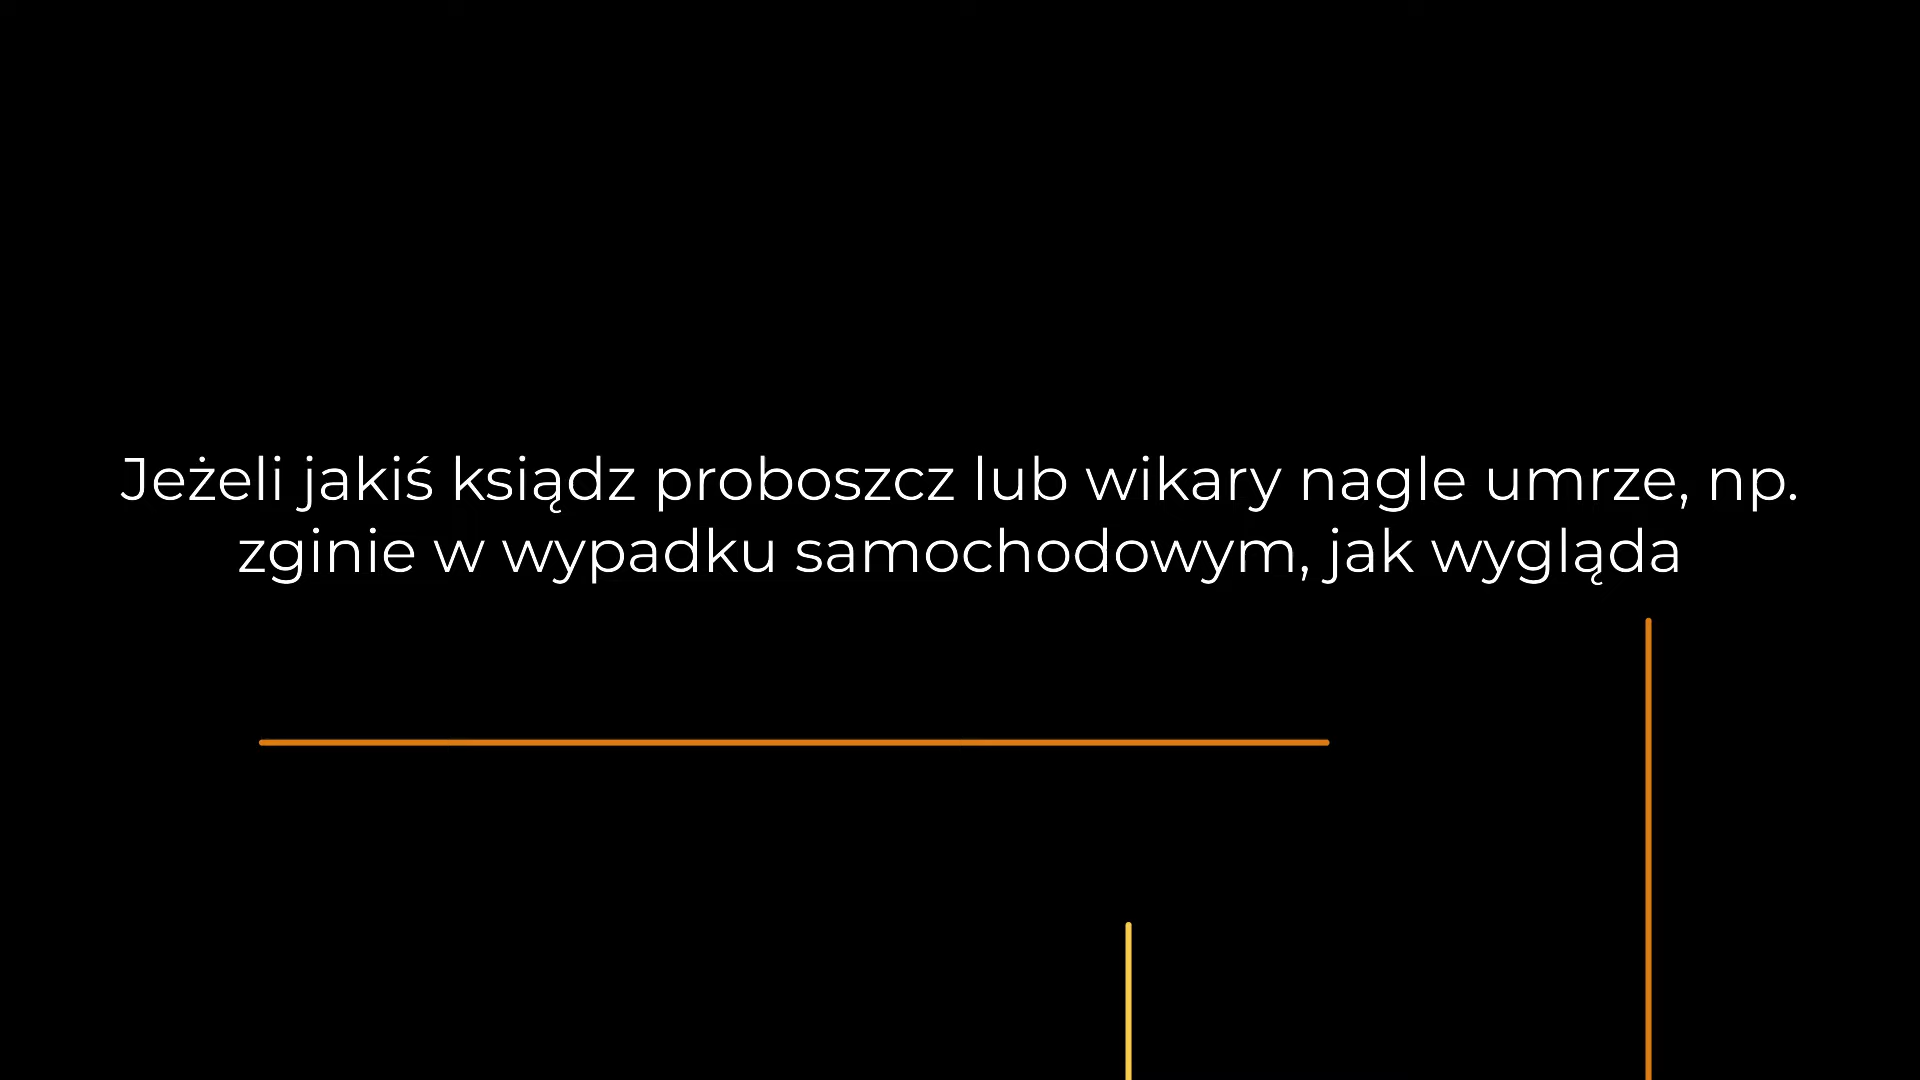 Jeżeli jakiś ksiądz proboszcz lub wikary nagle umrze, np.
zginie w wypadku samochodowym, jak wygląda